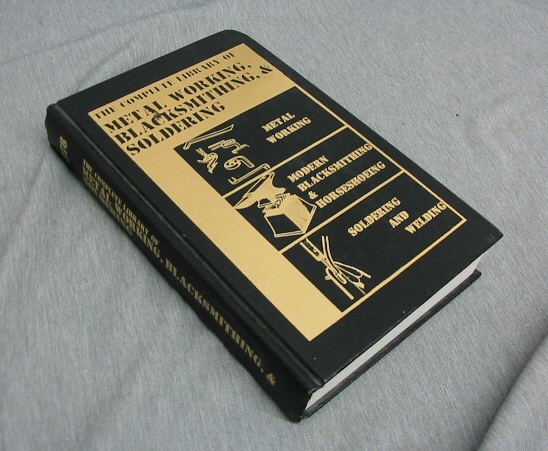 THE COMPLETE LIBRARY OF
METAL WORKING,
BLACKSMITHING, &
SOLDERING
METAL
WORKING
MODERN
BLACKSMITHING
&
HORSESHOEING
SOLDERING
AND
WELDING
THE COMPLETE LIBRARY OF
METAL WORKING, BLACKSMITHING, &